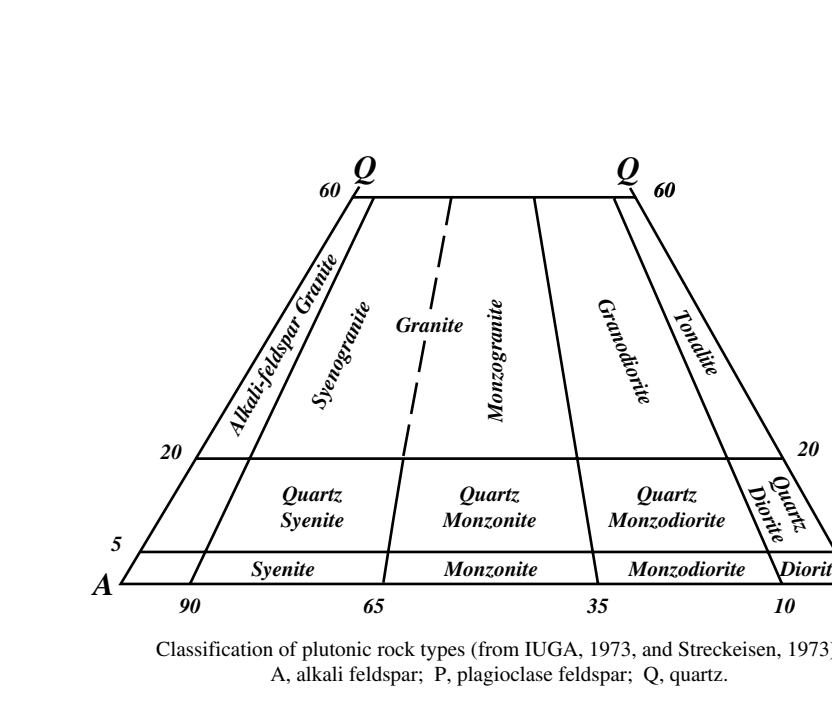 Q Q
60 60
Alkali-feldspar Granite
Syenogranite
Granite
Monzogranite
Granodiorite
Tonalite
20 20
Quartz Syenite
Quartz Monzonite
Quartz Monzodiorite
Quartz Diorite
5
A Syenite Monzonite Monzodiorite Diorit
90 65 35 10
Classification of plutonic rock types (from IUGA, 1973, and Streckeisen, 1973)
A, alkali feldspar; P, plagioclase feldspar; Q, quartz.